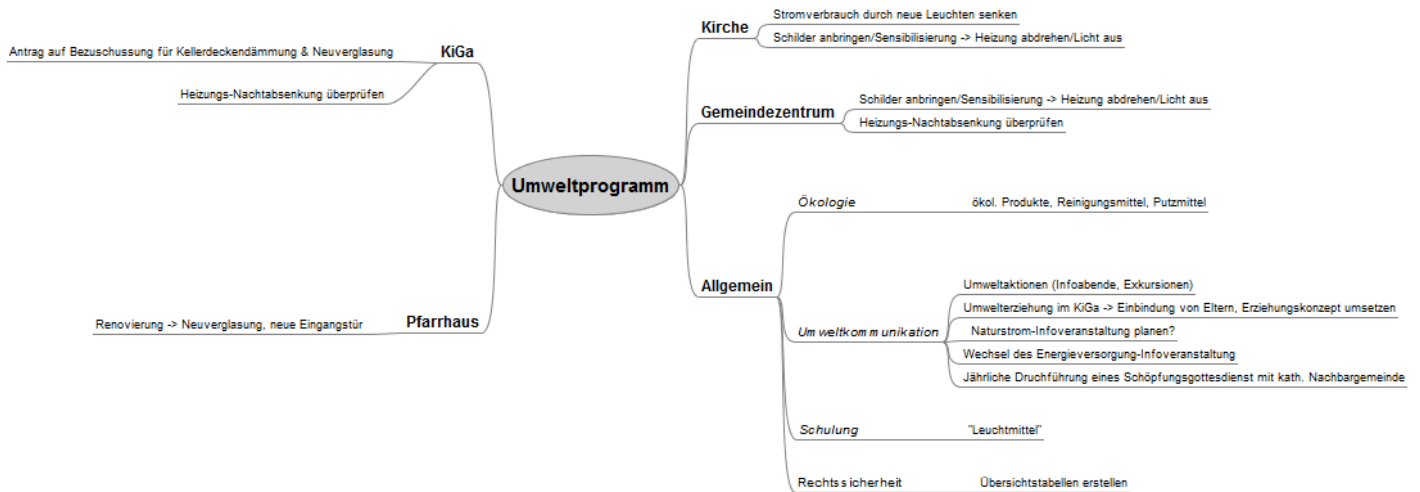 Umweltprogramm
KiGa
Antrag auf Bezuschussung für Kellerdeckendämmung & Neuverglasung
Heizungs-Nachtabsenkung überprüfen
Pfarrhaus
Renovierung -> Neuverglasung, neue Eingangstür
Kirche
Stromverbrauch durch neue Leuchten senken
Schilder anbringen/Sensibilisierung -> Heizung abdrehen/Licht aus
Gemeindezentrum
Schilder anbringen/Sensibilisierung -> Heizung abdrehen/Licht aus
Heizungs-Nachtabsenkung überprüfen
Allgemein
Ökologie
ökol. Produkte, Reinigungsmittel, Putzmittel
Umweltkommunikation
Umweltaktionen (Infoabende, Exkursionen)
Umwelterziehung im KiGa -> Einbindung von Eltern, Erziehungskonzept umsetzen
Naturstrom-Infoveranstaltung planen?
Wechsel des Energieversorgung-Infoveranstaltung
Jährliche Druchführung eines Schöpfungsgottesdienst mit kath. Nachbargemeinde
Schulung
"Leuchtmittel"
Rechtssicherheit
Übersichtstabellen erstellen